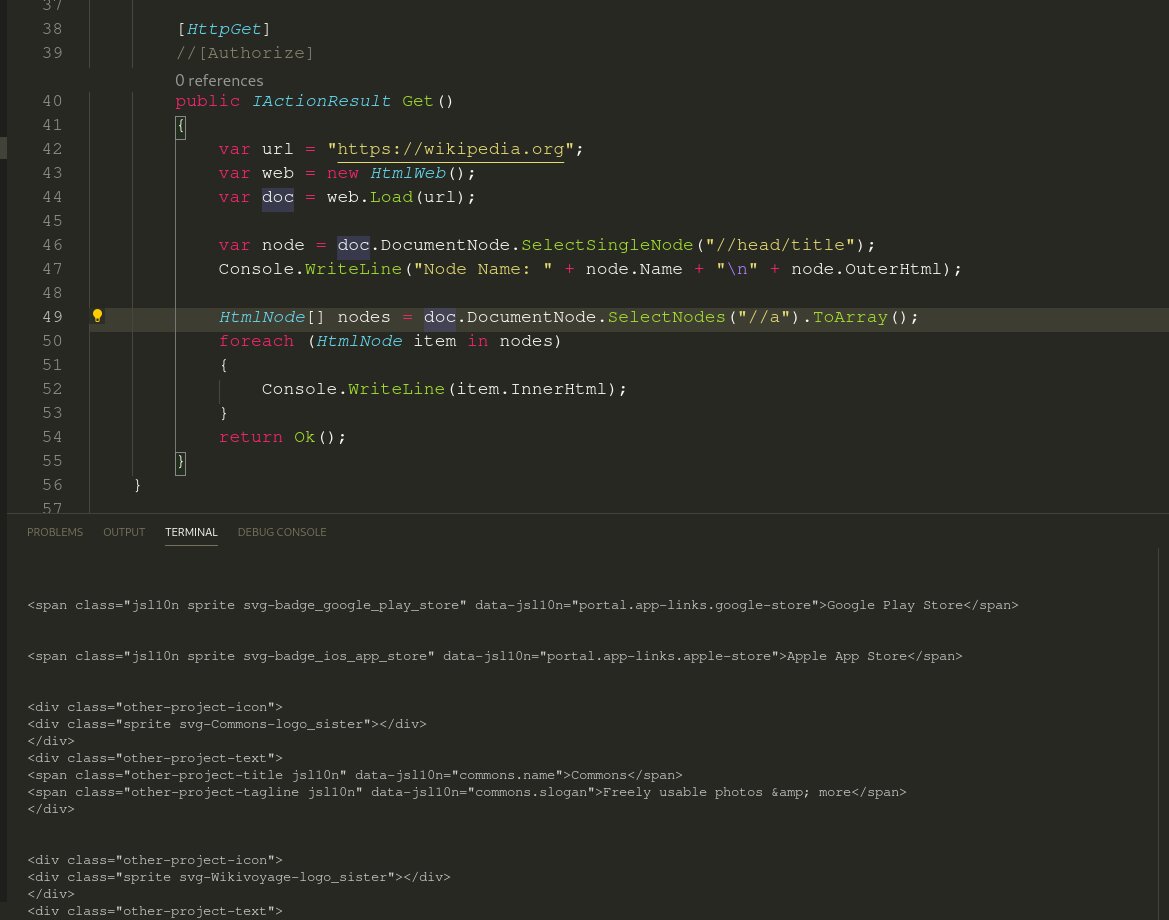 37
38 [HttpGet]
39 //[Authorize]
0 references
40 public IActionResult Get()
41 {
42 var url = "https://wikipedia.org";
43 var web = new HtmlWeb();
44 var doc = web.Load(url);
45
46 var node = doc.DocumentNode.SelectSingleNode("//head/title");
47 Console.WriteLine("Node Name: " + node.Name + "\n" + node.OuterHtml);
48
49 HtmlNode[] nodes = doc.DocumentNode.SelectNodes("//a").ToArray();
50 foreach (HtmlNode item in nodes)
51 {
52 Console.WriteLine(item.InnerHtml);
53 }
54 return Ok();
55 }
56 }
57
PROBLEMS OUTPUT TERMINAL DEBUG CONSOLE
<span class="jsl10n sprite svg-badge_google_play_store" data-jsl10n="portal.app-links.google-store">Google Play Store</span>
<span class="jsl10n sprite svg-badge_ios_app_store" data-jsl10n="portal.app-links.apple-store">Apple App Store</span>
<div class="other-project-icon">
<div class="sprite svg-Commons-logo_sister"></div>
</div>
<div class="other-project-text">
<span class="other-project-title jsl10n" data-jsl10n="commons.name">Commons</span>
<span class="other-project-tagline jsl10n" data-jsl10n="commons.slogan">Freely usable photos &amp; more</span>
</div>
<div class="other-project-icon">
<div class="sprite svg-Wikivoyage-logo_sister"></div>
</div>
<div class="other-project-text">